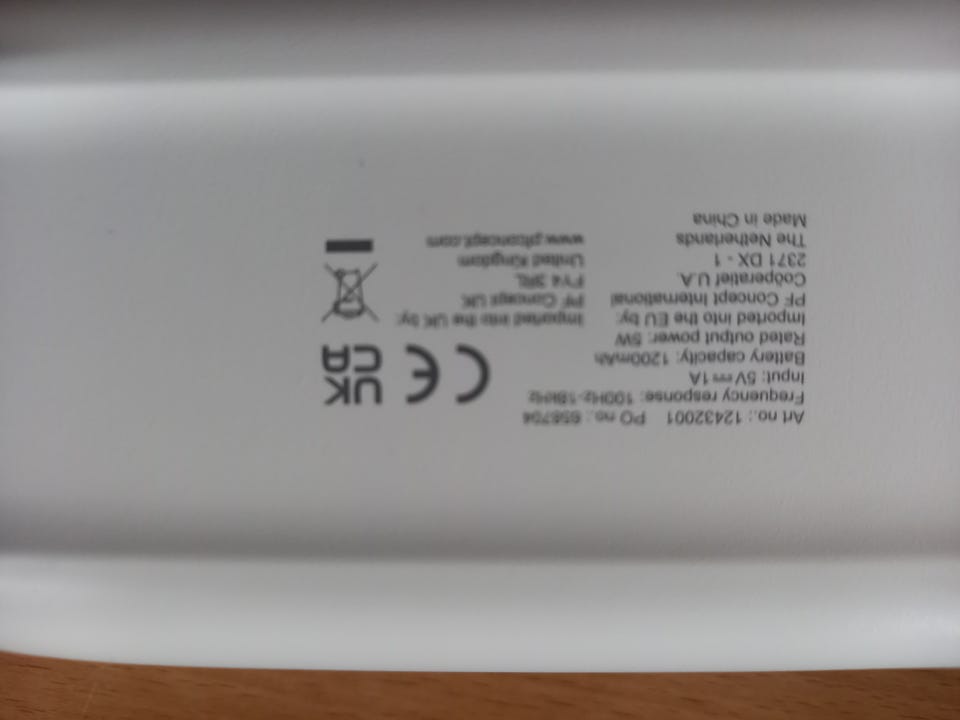 Art no.: 12432001 PO no.: 656704
Frequency response: 100Hz-18kHz
Input: 5V⎓1A
Battery capacity: 1200mAh
Rated output power: 5W
Imported into the EU by:
PF Concept International
Coöperatief U.A.
2371 DX - 1
The Netherlands
Made in China
Imported into the UK by:
PF Concept UK
FY4 3RL
United Kingdom
www.pfconcept.com
CE
UK
CA